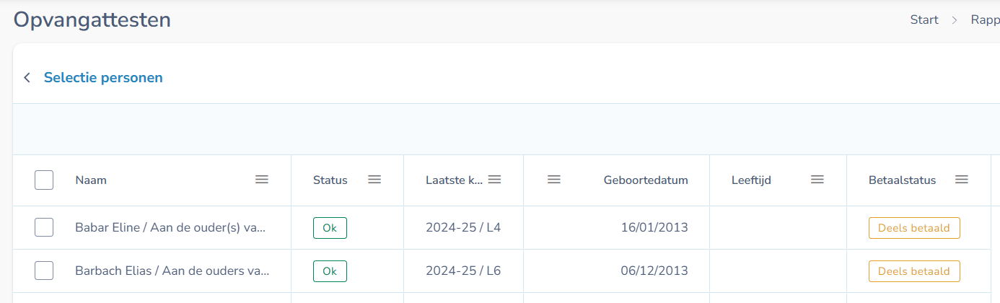 Opvangattesten
Start > Rapp
Selectie personen
Naam Status Laatste k... Geboortedatum Leeftijd Betaalstatus
Babar Eline / Aan de ouder(s) va... Ok 2024-25 / L4 16/01/2013 Deels betaald
Barbach Elias / Aan de ouders va... Ok 2024-25 / L6 06/12/2013 Deels betaald